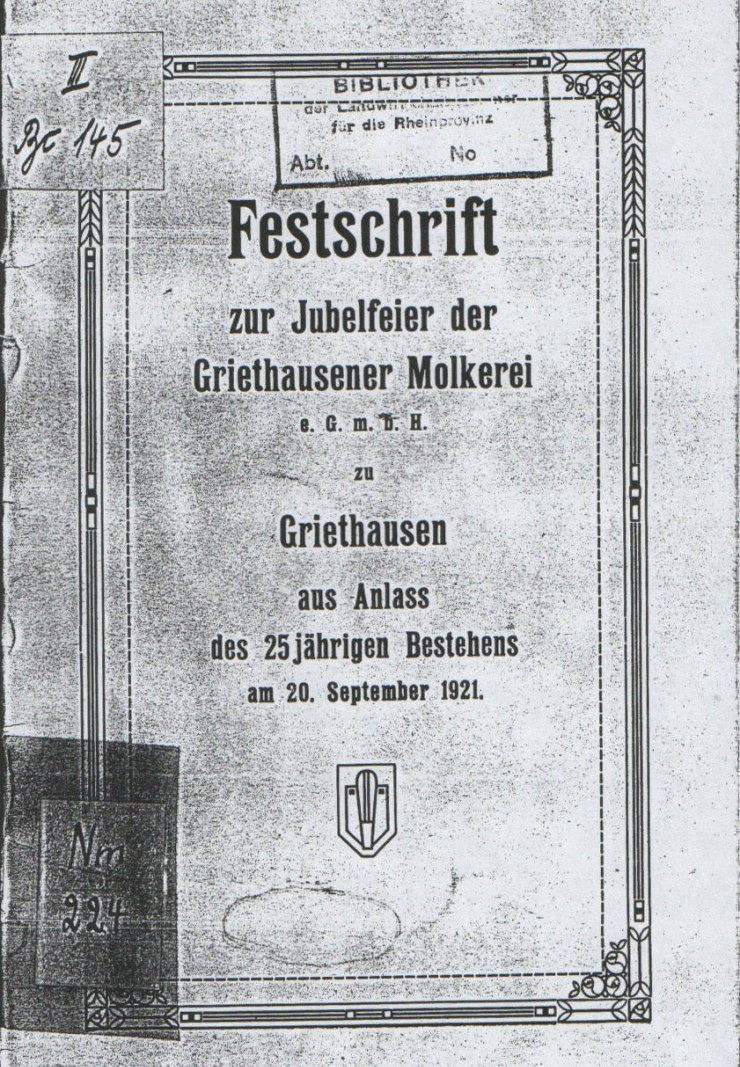 II
145
BIBLIOTHEK
der
für die Rheinprovinz
Abt. No
Festschrift
zur Jubelfeier der
Griethausener Molkerei
e. G. m. b. H.
zu
Griethausen
aus Anlass
des 25jährigen Bestehens
am 20. September 1921.
Nm
224